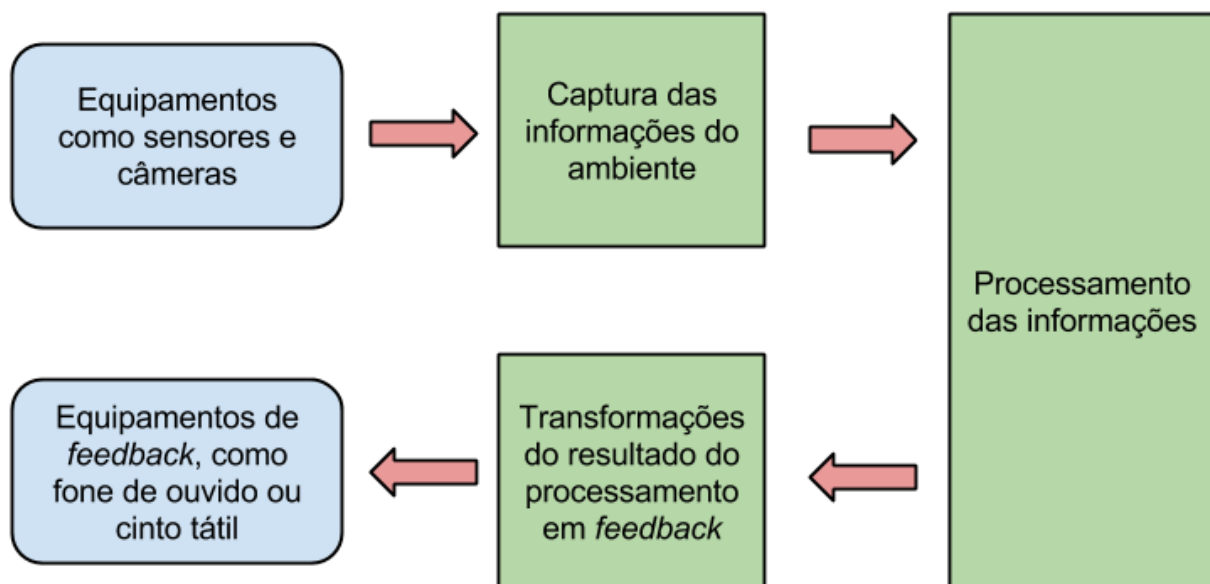 Equipamentos
como sensores e
câmeras
Captura das
informações do
ambiente
Processamento
das informações
Transformações
do resultado do
processamento
em feedback
Equipamentos de
feedback, como
fone de ouvido ou
cinto tátil